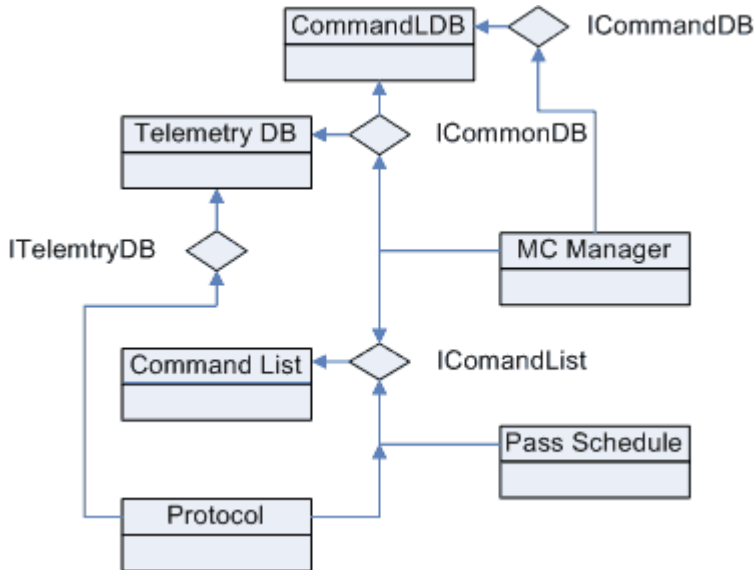 CommandLDB
ICommandDB
Telemetry DB
ICommonDB
ITelemtryDB
MC Manager
Command List
IComandList
Pass Schedule
Protocol